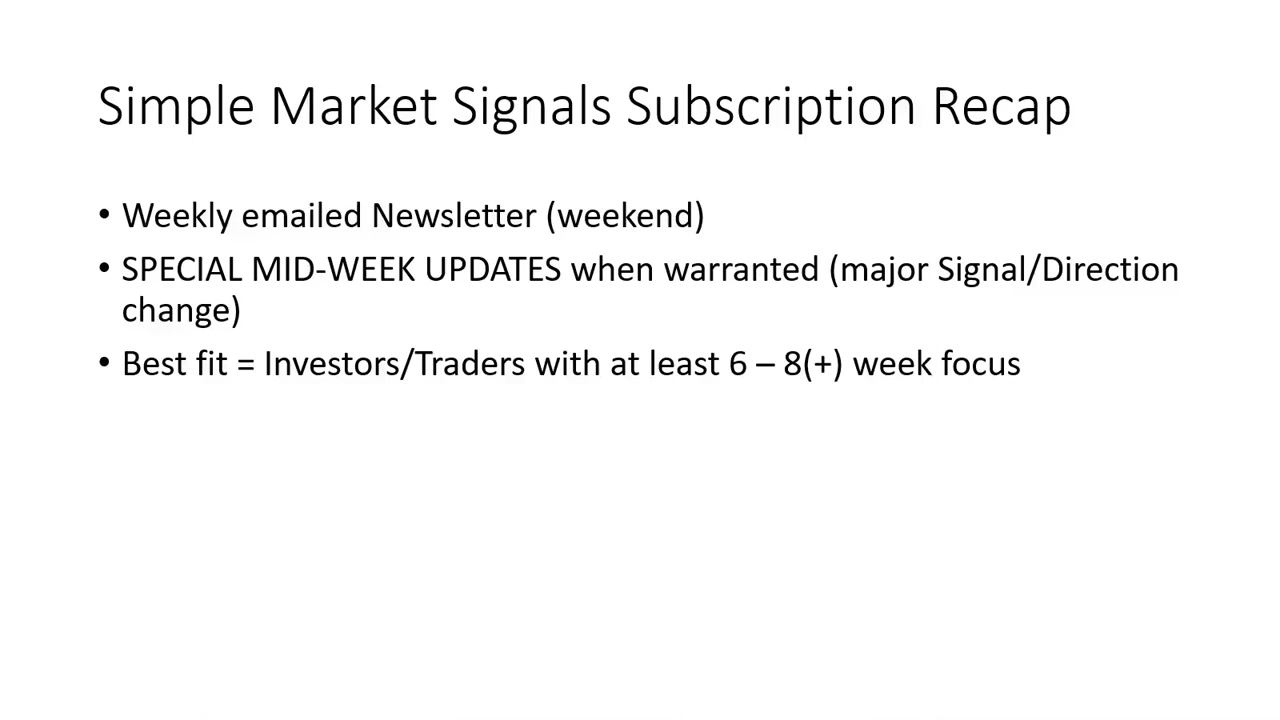 Simple Market Signals Subscription Recap
• Weekly emailed Newsletter (weekend)
• SPECIAL MID-WEEK UPDATES when warranted (major Signal/Direction
change)
• Best fit = Investors/Traders with at least 6 – 8(+) week focus